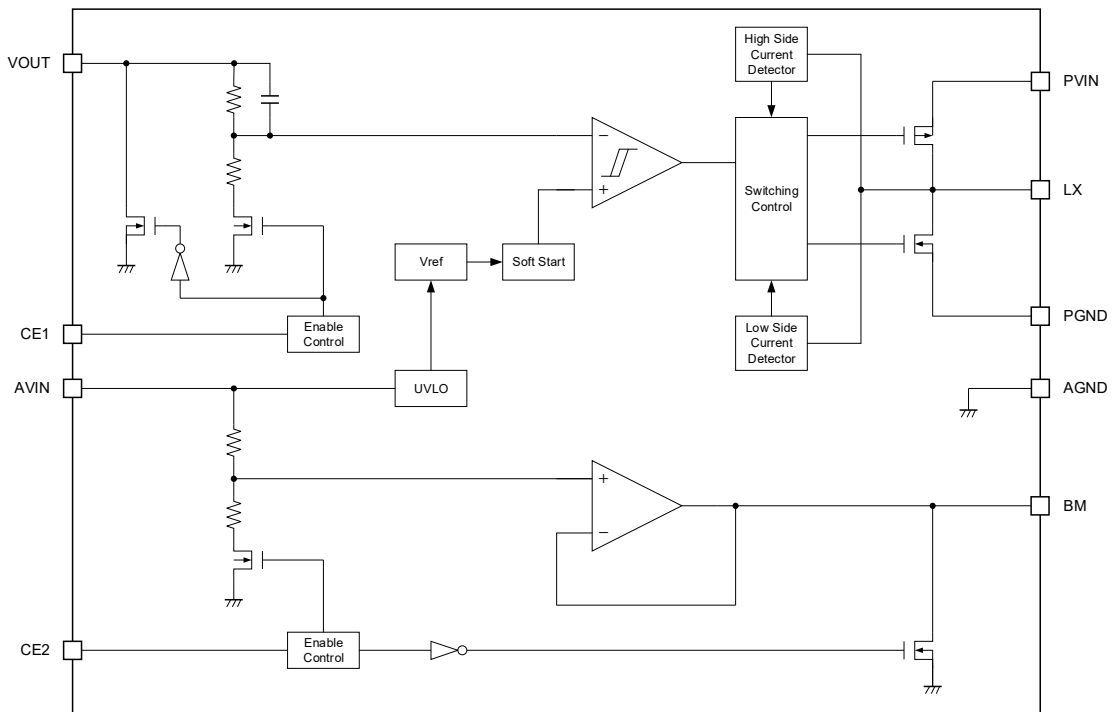 VOUT
High Side
Current
Detector
PVIN
−
+
Switching
Control
LX
Vref
Soft Start
CE1
Enable
Control
Low Side
Current
Detector
PGND
AVIN
UVLO
AGND
+
−
BM
CE2
Enable
Control